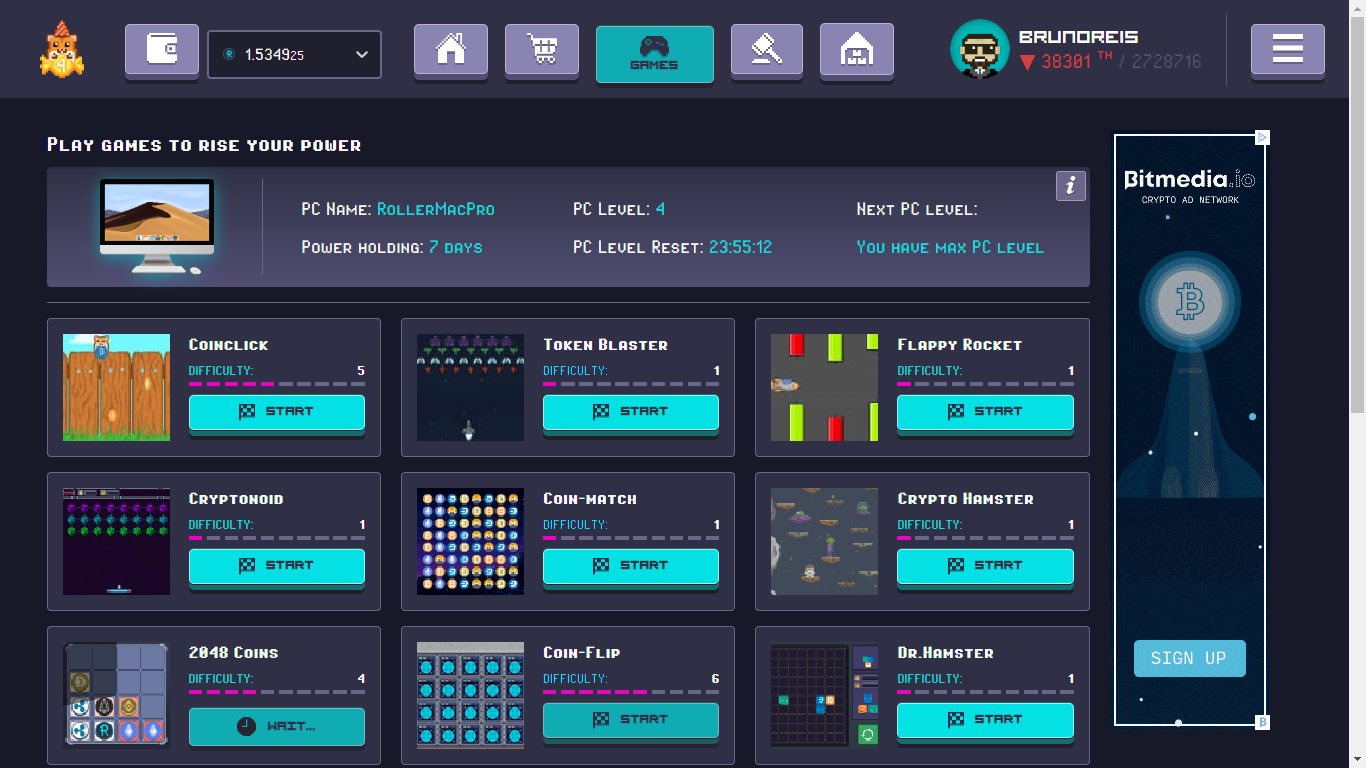 1.534925
GAMES
BRUNOREIS
38301 TH / 2728716
Play games to rise your power
PC Name: RollerMacPro
PC Level: 4
Next PC level:
Power holding: 7 days
PC Level Reset: 23:55:12
You have max PC level
i
Bitmedia.io
CRYPTO AD NETWORK
SIGN UP
Coinclick
DIFFICULTY: 5
START
Token Blaster
DIFFICULTY: 1
START
Flappy Rocket
DIFFICULTY: 1
START
Cryptonoid
DIFFICULTY: 1
START
Coin-match
DIFFICULTY: 1
START
Crypto Hamster
DIFFICULTY: 1
START
2048 Coins
DIFFICULTY: 4
WAIT...
Coin-Flip
DIFFICULTY: 6
START
Dr.Hamster
DIFFICULTY: 1
START